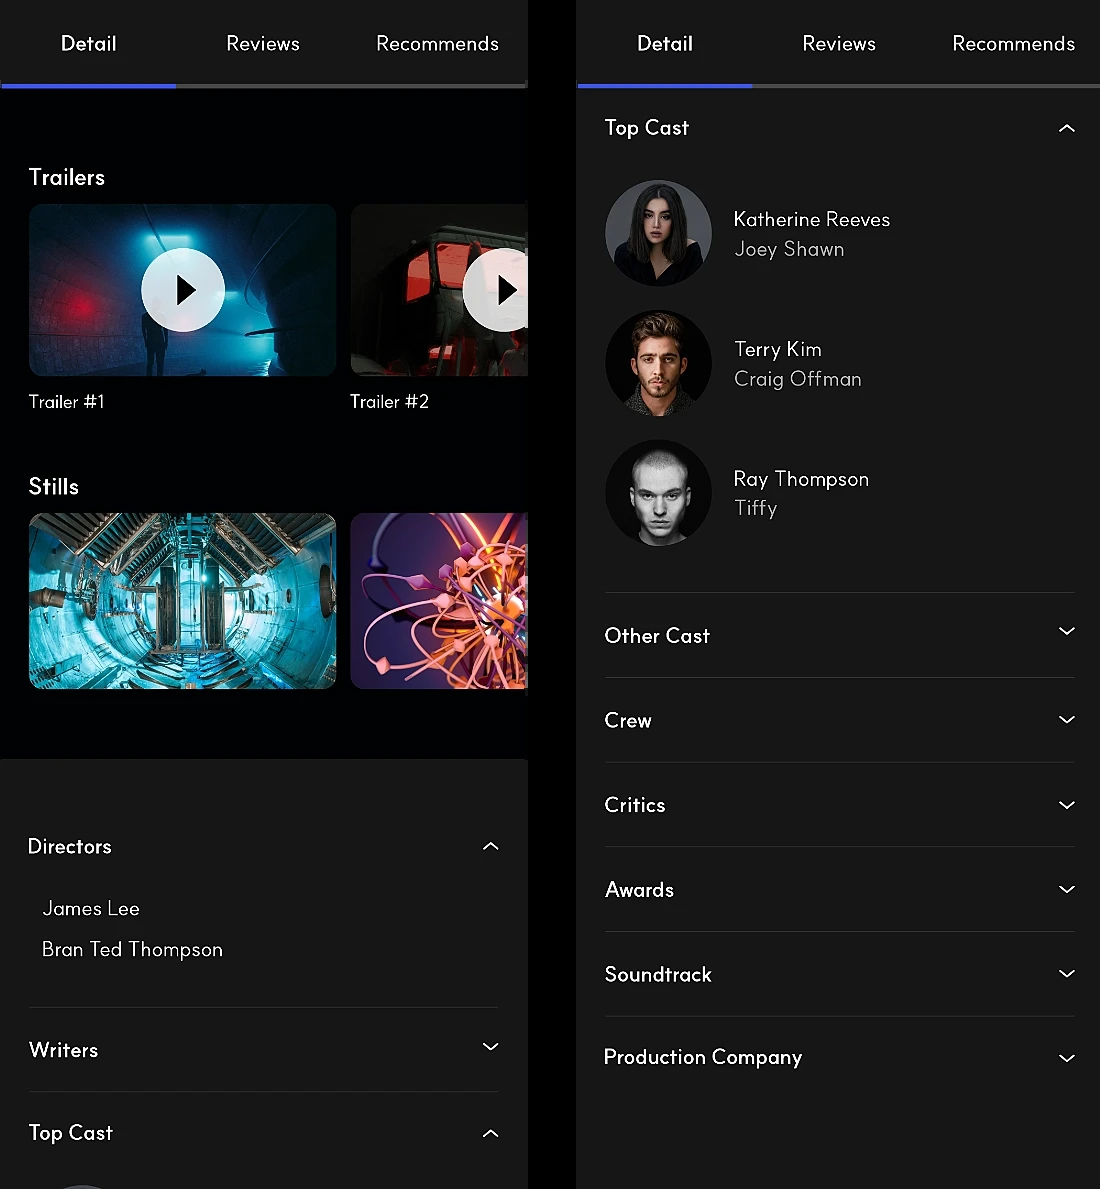 Detail Reviews Recommends
Trailers
Trailer #1 Trailer #2
Stills
Directors
James Lee
Bran Ted Thompson
Writers
Top Cast
Detail Reviews Recommends
Top Cast
Katherine Reeves
Joey Shawn
Terry Kim
Craig Offman
Ray Thompson
Tiffy
Other Cast
Crew
Critics
Awards
Soundtrack
Production Company